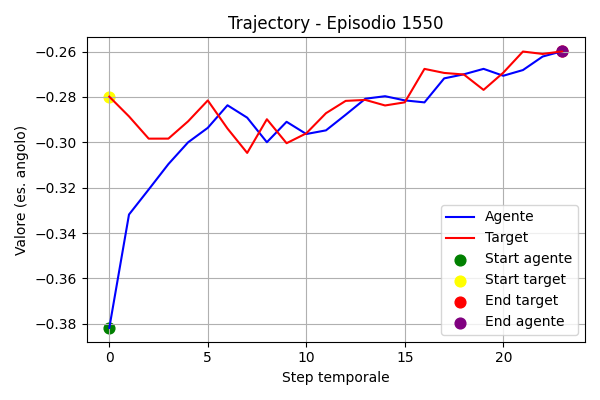 Trajectory - Episodio 1550
Valore (es. angolo)
−0.26
−0.28
−0.30
−0.32
−0.34
−0.36
−0.38
0 5 10 15 20
Step temporale
Agente
Target
Start agente
Start target
End target
End agente